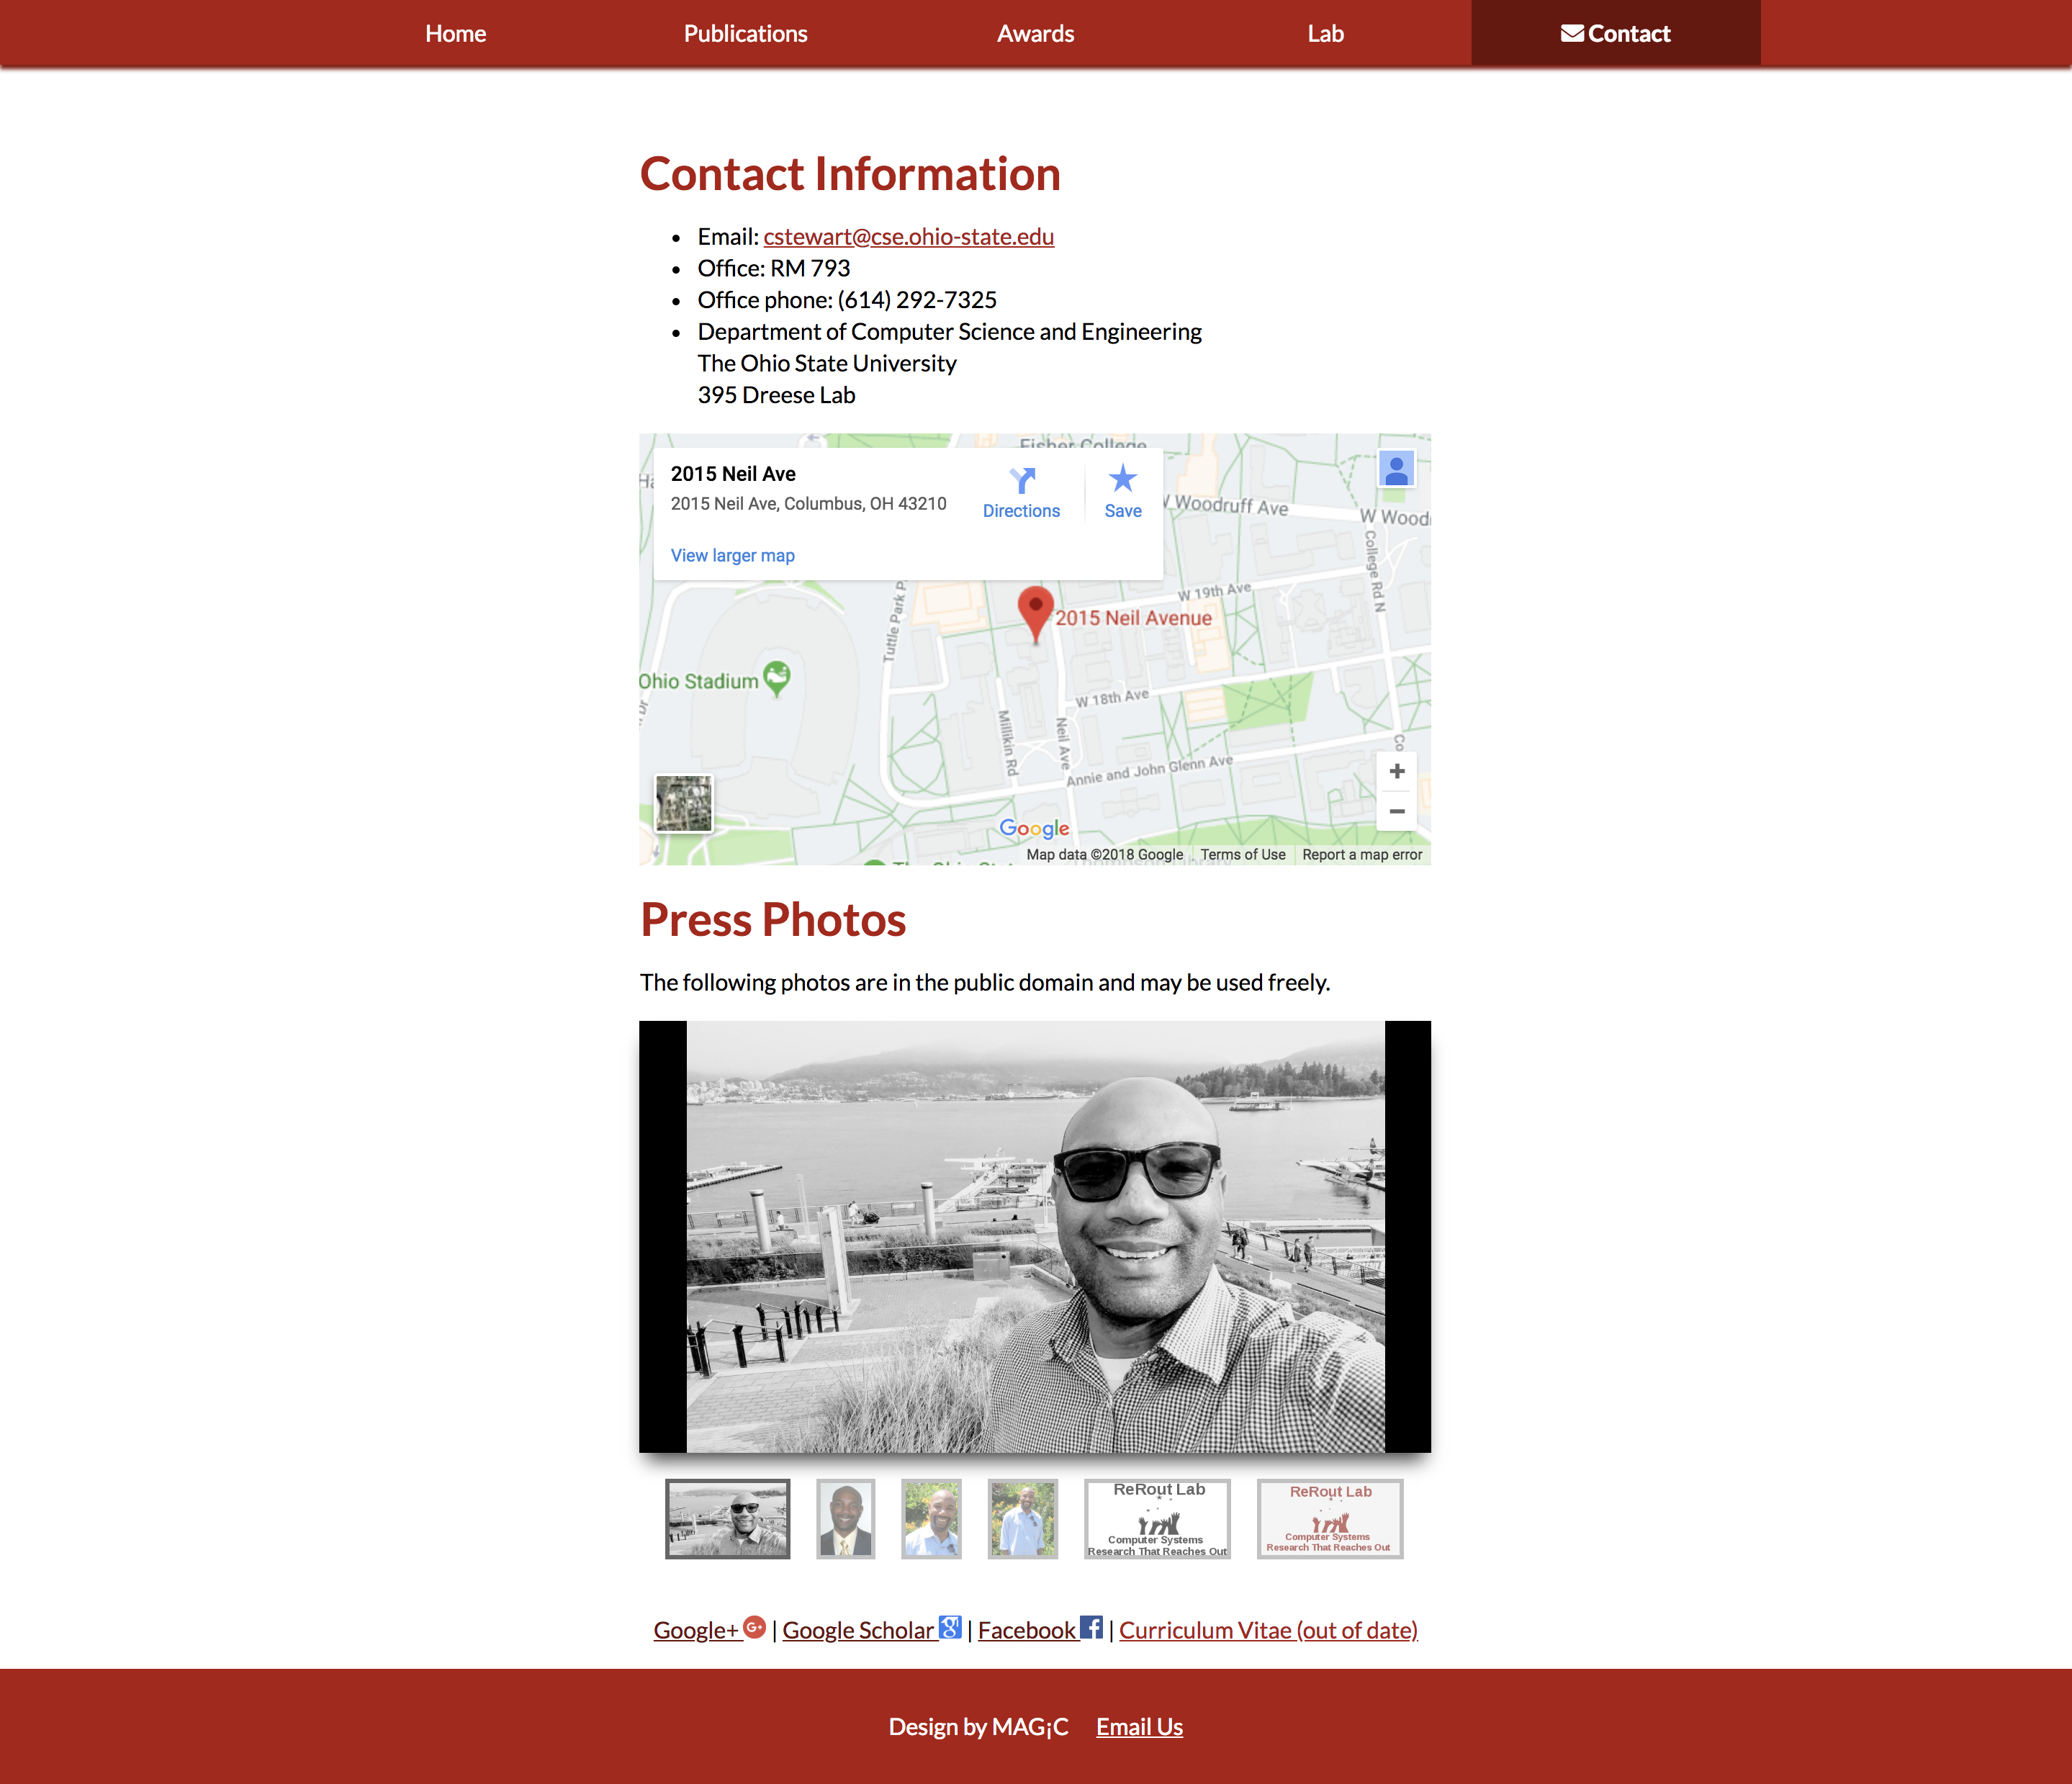 Home
Publications
Awards
Lab
Contact
Contact Information
• Email: cstewart@cse.ohio-state.edu
• Office: RM 793
• Office phone: (614) 292-7325
• Department of Computer Science and Engineering
The Ohio State University
395 Dreese Lab
Fisher College
2015 Neil Ave
2015 Neil Ave, Columbus, OH 43210
Directions
Save
View larger map
W Woodruff Ave
College Rd N
W 19th Ave
2015 Neil Avenue
Ohio Stadium
W 18th Ave
Millikin Rd
Neil Ave
Annie and John Glenn Ave
Google
Map data ©2018 Google
Terms of Use
Report a map error
Press Photos
The following photos are in the public domain and may be used freely.
ReRout Lab
Computer Systems
Research That Reaches Out
ReRout Lab
Computer Systems
Research That Reaches Out
Google+ | Google Scholar | Facebook | Curriculum Vitae (out of date)
Design by MAG¡C
Email Us